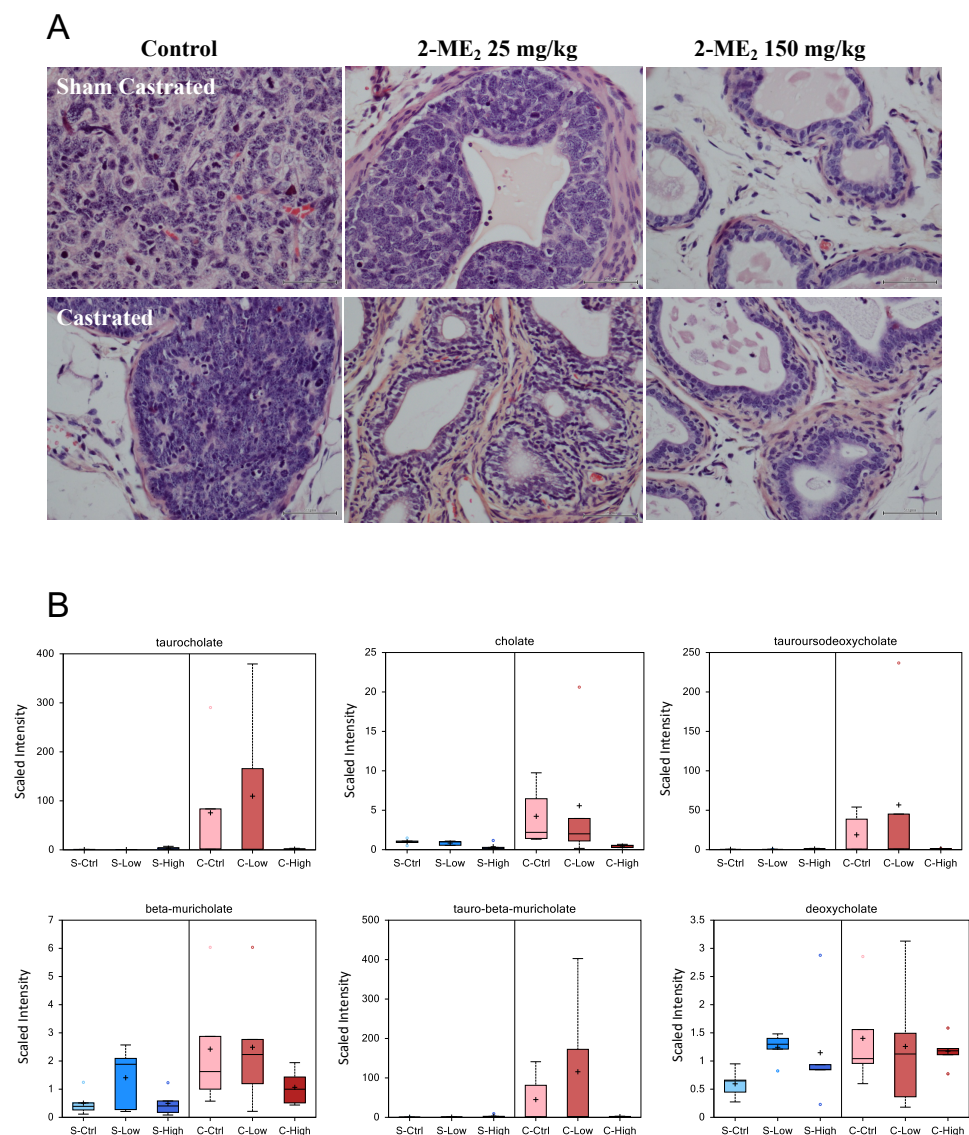 A
Control
2-ME₂ 25 mg/kg
2-ME₂ 150 mg/kg
Sham Castrated
Castrated
B
taurocholate
Scaled Intensity
400
300
200
100
0
S-Ctrl S-Low S-High C-Ctrl C-Low C-High
cholate
Scaled Intensity
25
20
15
10
5
0
S-Ctrl S-Low S-High C-Ctrl C-Low C-High
tauroursodeoxycholate
Scaled Intensity
250
200
150
100
50
0
S-Ctrl S-Low S-High C-Ctrl C-Low C-High
beta-muricholate
Scaled Intensity
7
6
5
4
3
2
1
0
S-Ctrl S-Low S-High C-Ctrl C-Low C-High
tauro-beta-muricholate
Scaled Intensity
500
400
300
200
100
0
S-Ctrl S-Low S-High C-Ctrl C-Low C-High
deoxycholate
Scaled Intensity
3.5
3
2.5
2
1.5
1
0.5
0
S-Ctrl S-Low S-High C-Ctrl C-Low C-High